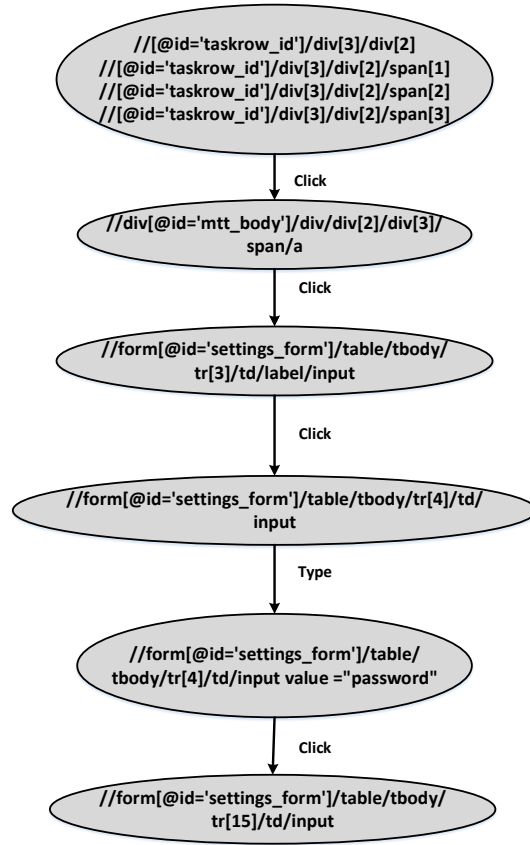 //[@id='taskrow_id']/div[3]/div[2]
//[@id='taskrow_id']/div[3]/div[2]/span[1]
//[@id='taskrow_id']/div[3]/div[2]/span[2]
//[@id='taskrow_id']/div[3]/div[2]/span[3]
Click
//div[@id='mtt_body']/div/div[2]/div[3]/
span/a
Click
//form[@id='settings_form']/table/tbody/
tr[3]/td/label/input
Click
//form[@id='settings_form']/table/tbody/tr[4]/td/
input
Type
//form[@id='settings_form']/table/
tbody/tr[4]/td/input value ="password"
Click
//form[@id='settings_form']/table/tbody/
tr[15]/td/input